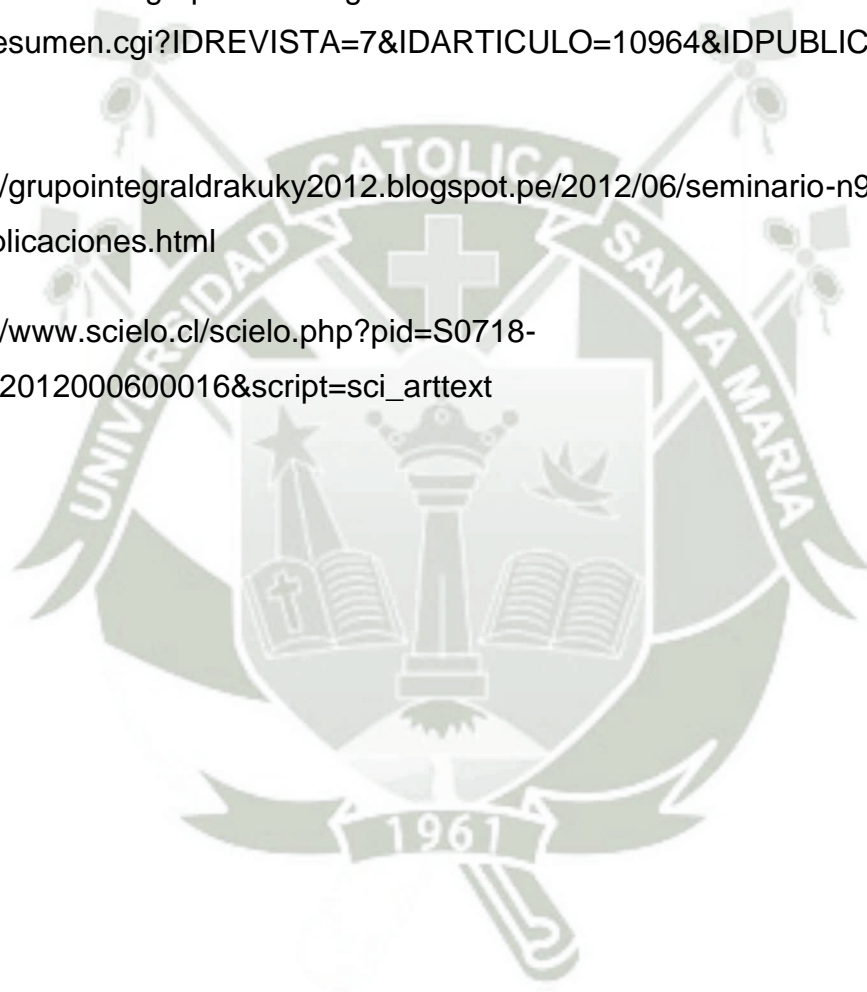 esumen.cgi?IDREVISTA=7&IDARTICULO=10964&IDPUBLIC
/grupointegraldrakuky2012.blogspot.pe/2012/06/seminario-n9
plicaciones.html
/www.scielo.cl/scielo.php?pid=S0718-
2012000600016&script=sci_arttext
UNIVERSIDAD CATOLICA SANTA MARIA
1961